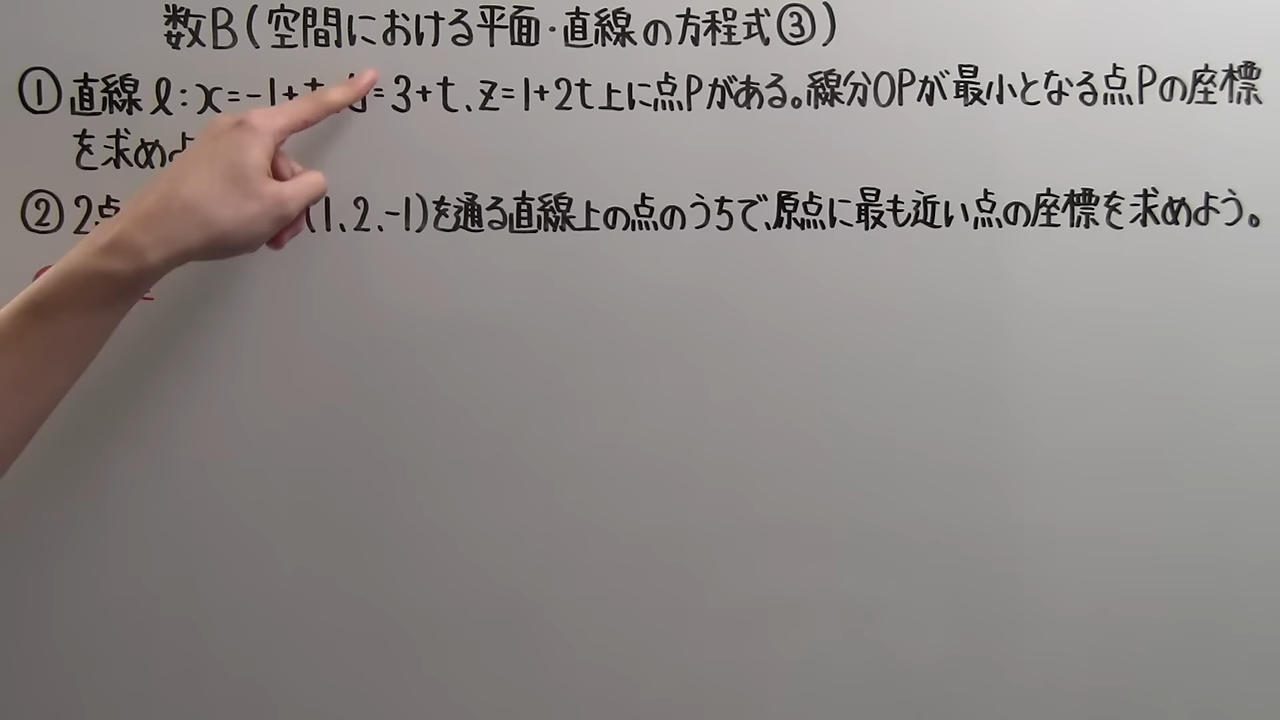 数B(空間における平面・直線の方程式③)
①直線ℓ:x=-1+t、y=3+t、z=1+2t上に点Pがある。線分OPが最小となる点Pの座標
を求めよ
②2点 (1、2、-1)を通る直線上の点のうちで、原点に最も近い点の座標を求めよう。